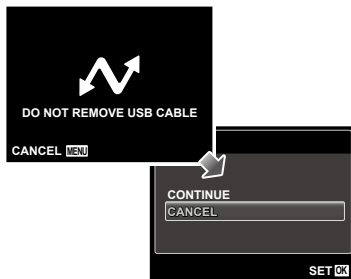 DO NOT REMOVE USB CABLE
CANCEL MENU
CONTINUE
CANCEL
SET OK